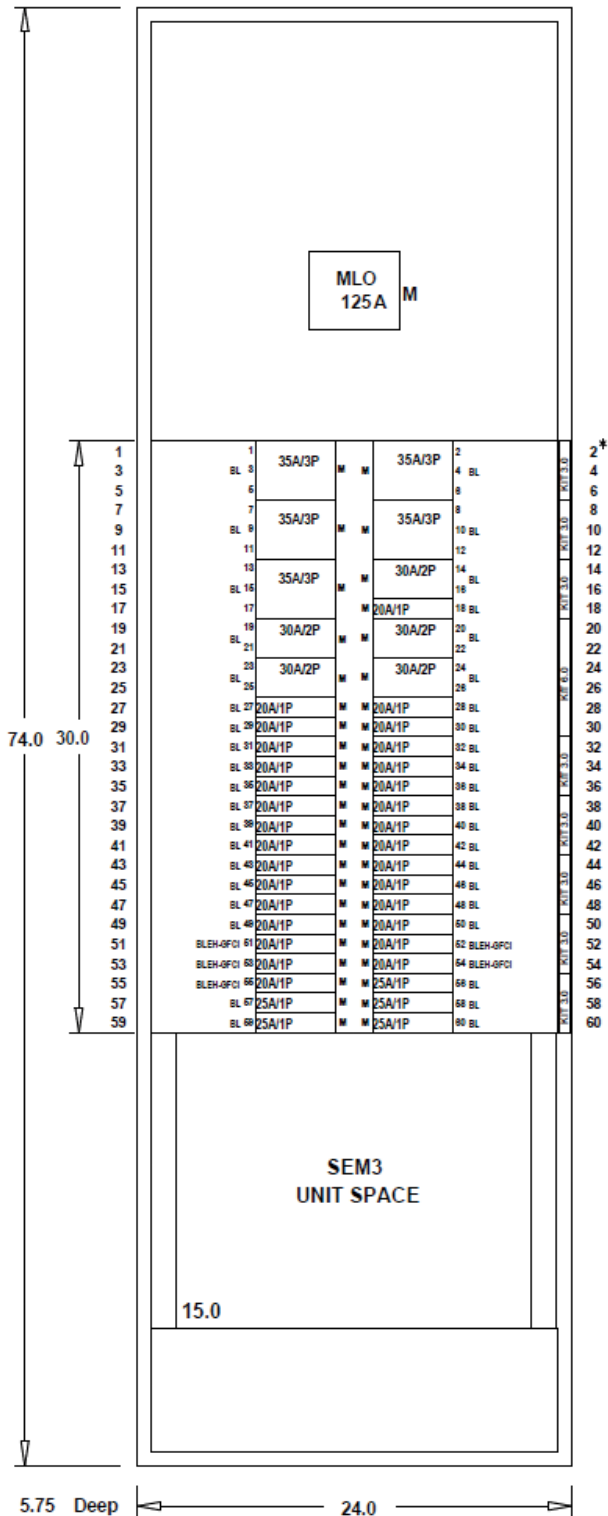 MLO
125A M
1 1 35A/3P M M 35A/3P 2 KIT 3.0 2*
3 BL 3 4 BL 4
5 5 6 6
7 7 35A/3P M M 35A/3P 8 KIT 3.0 8
9 BL 9 10 BL 10
11 11 12 12
13 13 35A/3P M M 30A/2P 14 BL KIT 3.0 14
15 BL 15 16 16
17 17 M 20A/1P 18 BL 18
19 BL 19 30A/2P M M 30A/2P 20 BL KIT 6.0 20
21 21 22 22
23 BL 23 30A/2P M M 30A/2P 24 BL 24
25 25 26 26
27 BL 27 20A/1P M M 20A/1P 28 BL 28
29 BL 29 20A/1P M M 20A/1P 30 BL 30
31 BL 31 20A/1P M M 20A/1P 32 BL KIT 3.0 32
33 BL 33 20A/1P M M 20A/1P 34 BL 34
35 BL 35 20A/1P M M 20A/1P 36 BL 36
37 BL 37 20A/1P M M 20A/1P 38 BL KIT 3.0 38
39 BL 39 20A/1P M M 20A/1P 40 BL 40
41 BL 41 20A/1P M M 20A/1P 42 BL 42
43 BL 43 20A/1P M M 20A/1P 44 BL KIT 3.0 44
45 BL 45 20A/1P M M 20A/1P 46 BL 46
47 BL 47 20A/1P M M 20A/1P 48 BL 48
49 BL 49 20A/1P M M 20A/1P 50 BL KIT 3.0 50
51 BLEH-GFCI 51 20A/1P M M 20A/1P 52 BLEH-GFCI 52
53 BLEH-GFCI 53 20A/1P M M 20A/1P 54 BLEH-GFCI 54
55 BLEH-GFCI 55 20A/1P M M 25A/1P 56 BL KIT 3.0 56
57 BL 57 25A/1P M M 25A/1P 58 BL 58
59 BL 59 25A/1P M M 25A/1P 60 BL 60
74.0 30.0
SEM3
UNIT SPACE
15.0
5.75 Deep 24.0